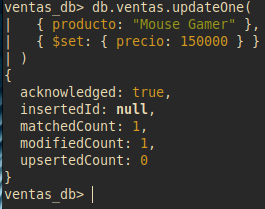 ventas_db> db.ventas.updateOne(
|   { producto: "Mouse Gamer" },
|   { $set: { precio: 150000 } }
| )
{
  acknowledged: true,
  insertedId: null,
  matchedCount: 1,
  modifiedCount: 1,
  upsertedCount: 0
}
ventas_db>